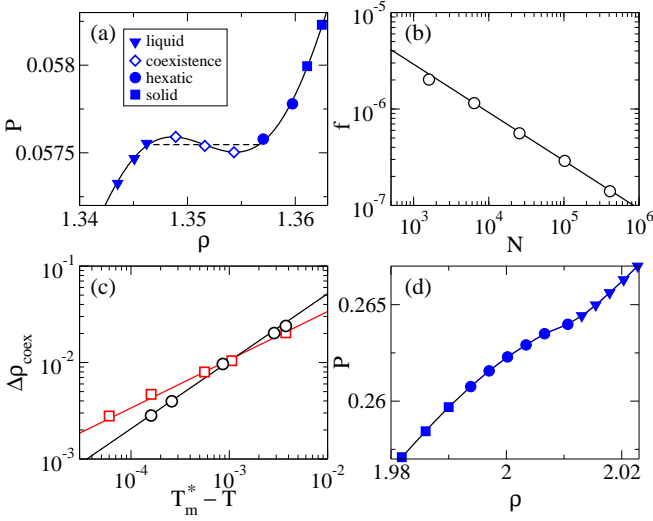 (a)
liquid
coexistence
hexatic
solid
0.058
0.0575
P
1.34
1.35
1.36
ρ
(b)
10^-5
10^-6
10^-7
f
10^3
10^4
10^5
10^6
N
(c)
10^-1
10^-2
10^-3
Δρ_coex
10^-4
10^-3
10^-2
T_m^* − T
(d)
0.265
0.26
P
1.98
2
2.02
ρ